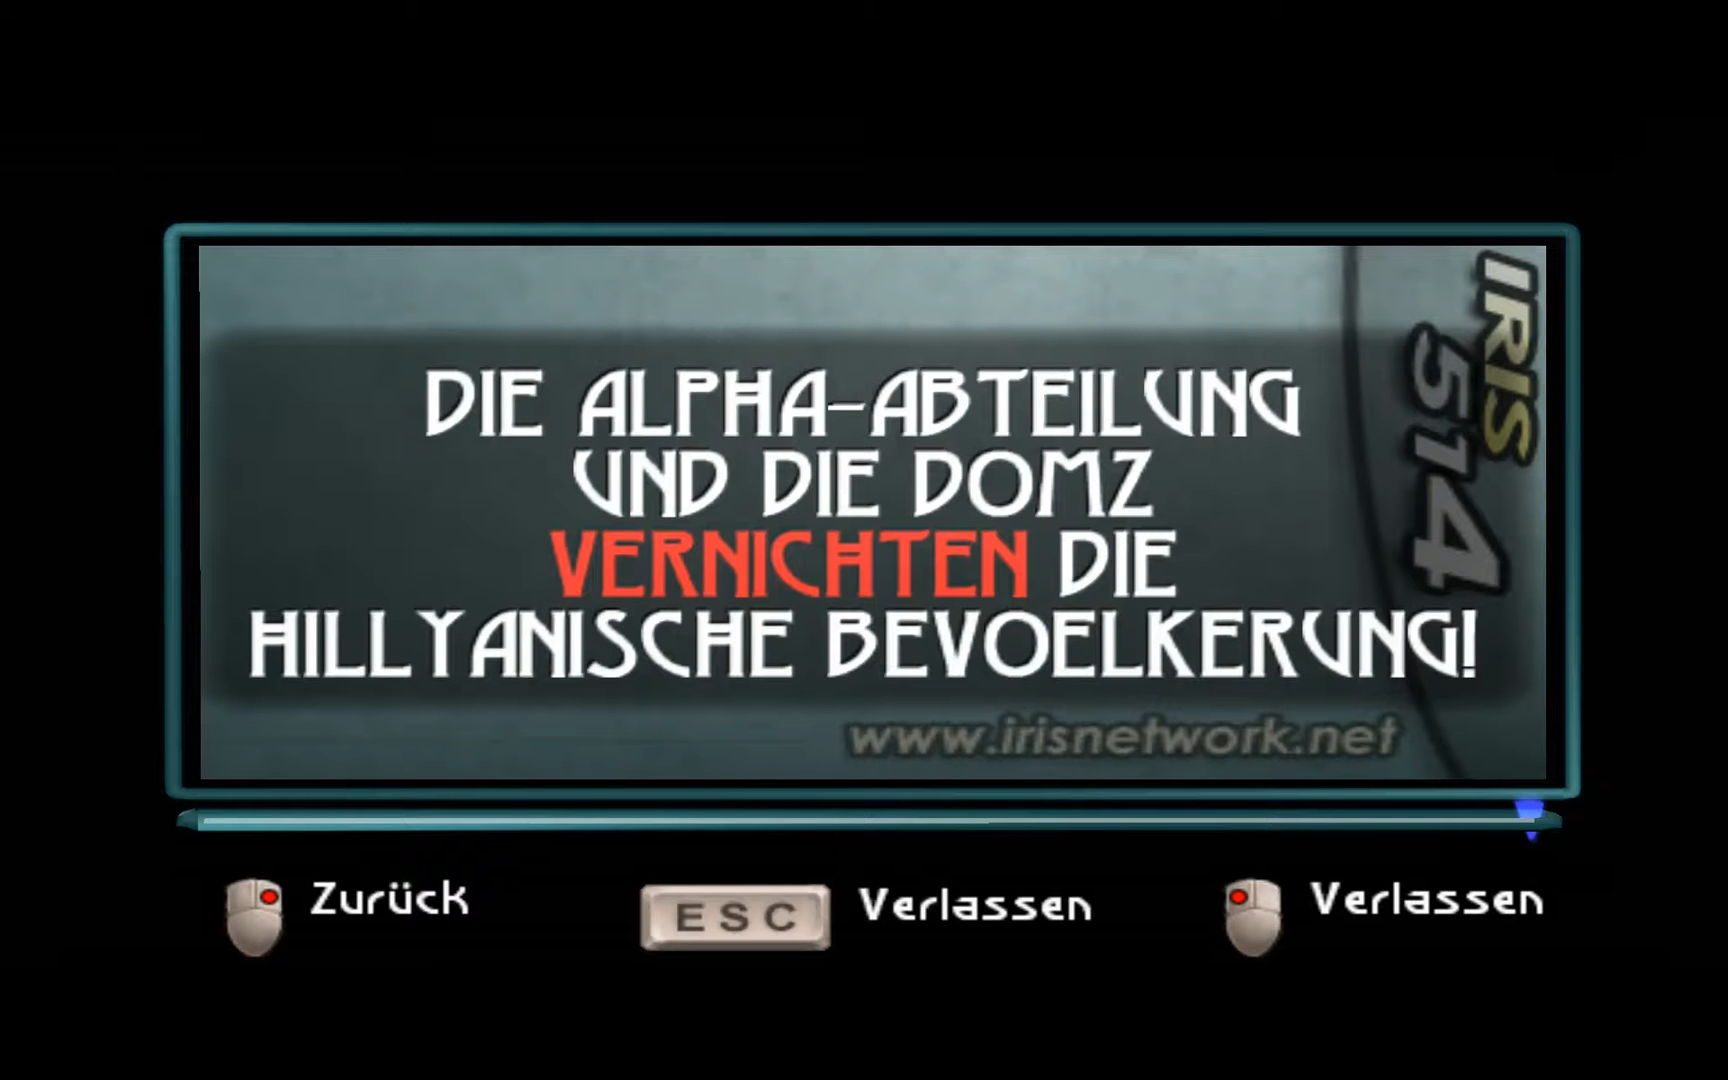 IRIS
514
DIE ALPHA-ABTEILUNG
UND DIE DOMZ
VERNICHTEN DIE
HILLYANISCHE BEVOELKERUNG!
www.irisnetwork.net
Zurück
ESC
Verlassen
Verlassen